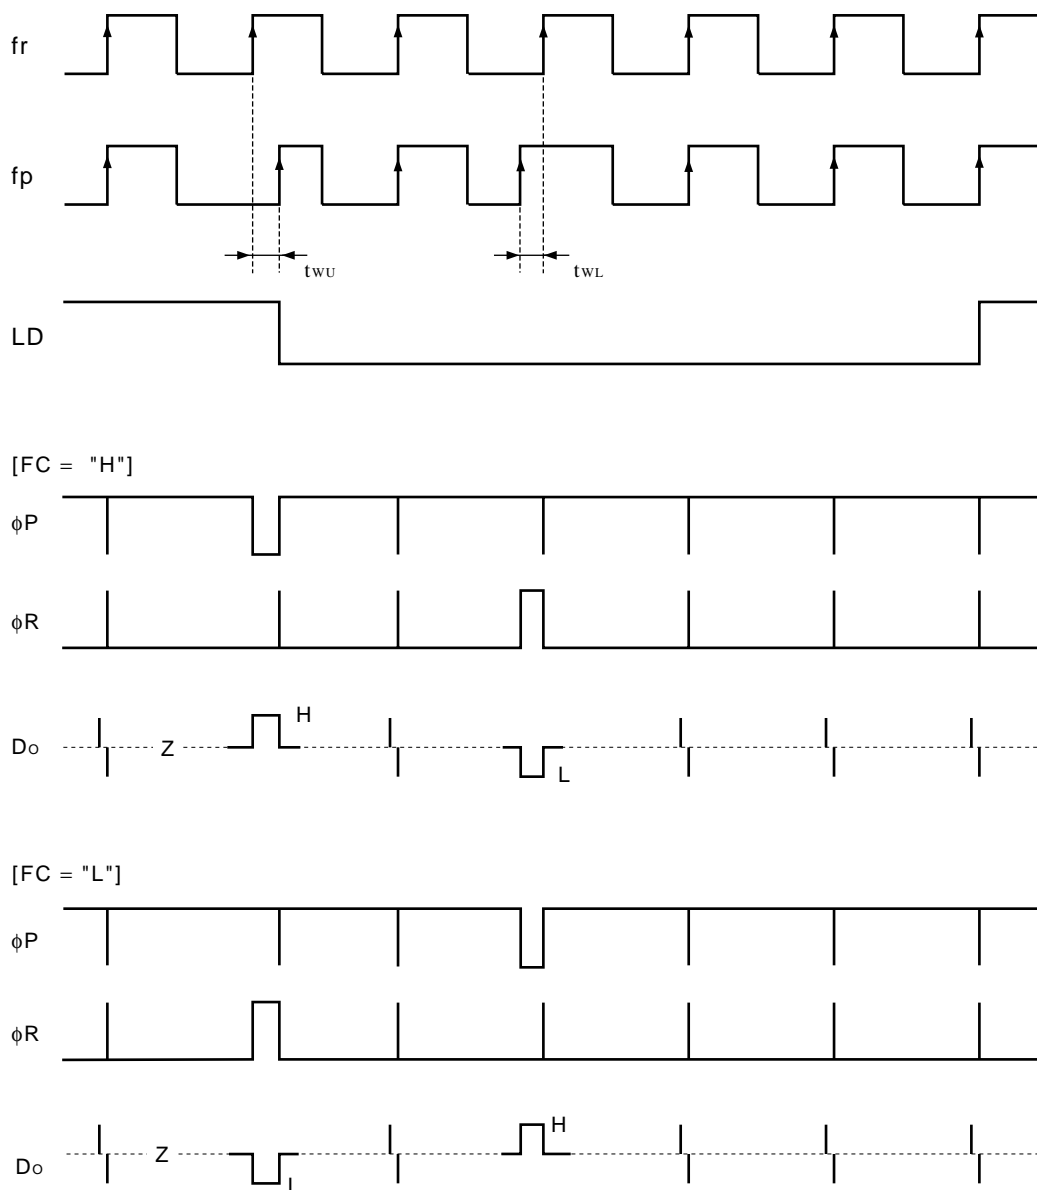 fr
fp
tWU
tWL
LD
[FC = "H"]
ϕP
ϕR
H
DO
Z
L
[FC = "L"]
ϕP
ϕR
H
Z
DO
L